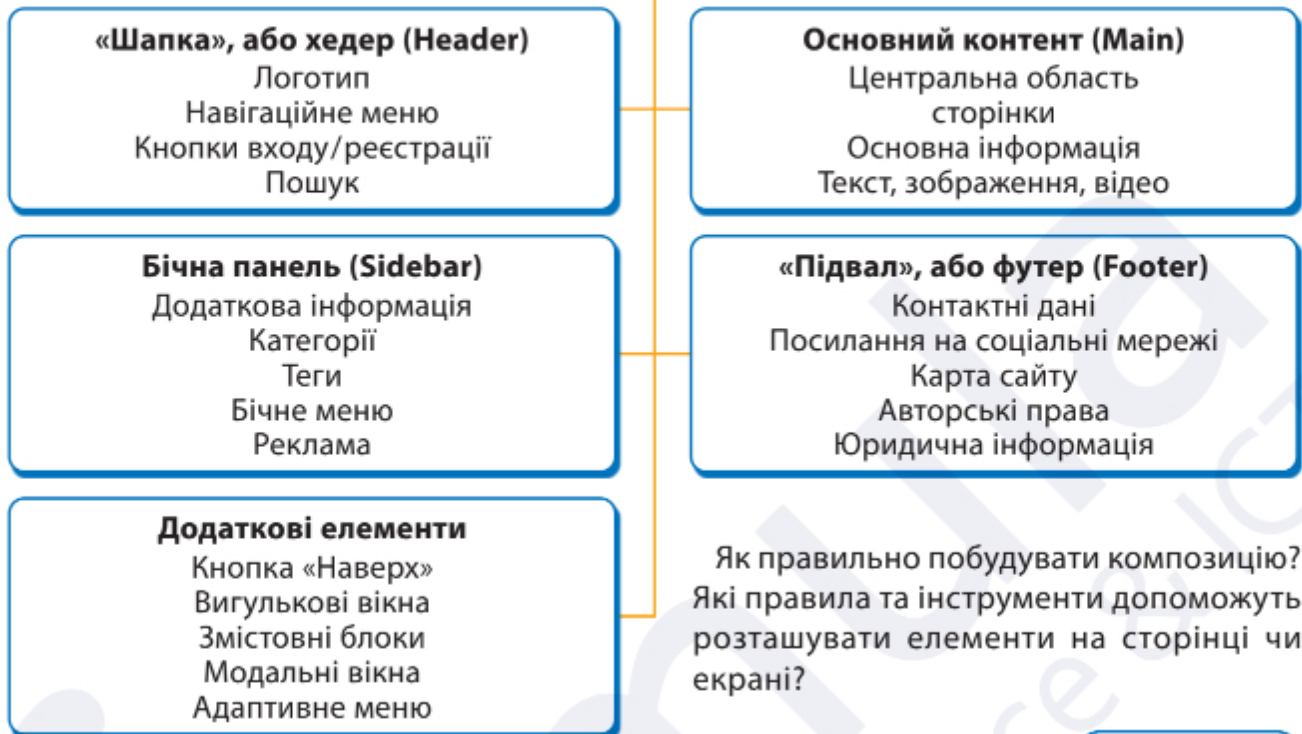 «Шапка», або хедер (Header)
Логотип
Навігаційне меню
Кнопки входу/реєстрації
Пошук
Основний контент (Main)
Центральна область
сторінки
Основна інформація
Текст, зображення, відео
Бічна панель (Sidebar)
Додаткова інформація
Категорії
Теги
Бічне меню
Реклама
«Підвал», або футер (Footer)
Контактні дані
Посилання на соціальні мережі
Карта сайту
Авторські права
Юридична інформація
Додаткові елементи
Кнопка «Наверх»
Вигулькові вікна
Змістовні блоки
Модальні вікна
Адаптивне меню
Як правильно побудувати композицію?
Які правила та інструменти допоможуть
розташувати елементи на сторінці чи
екрані?